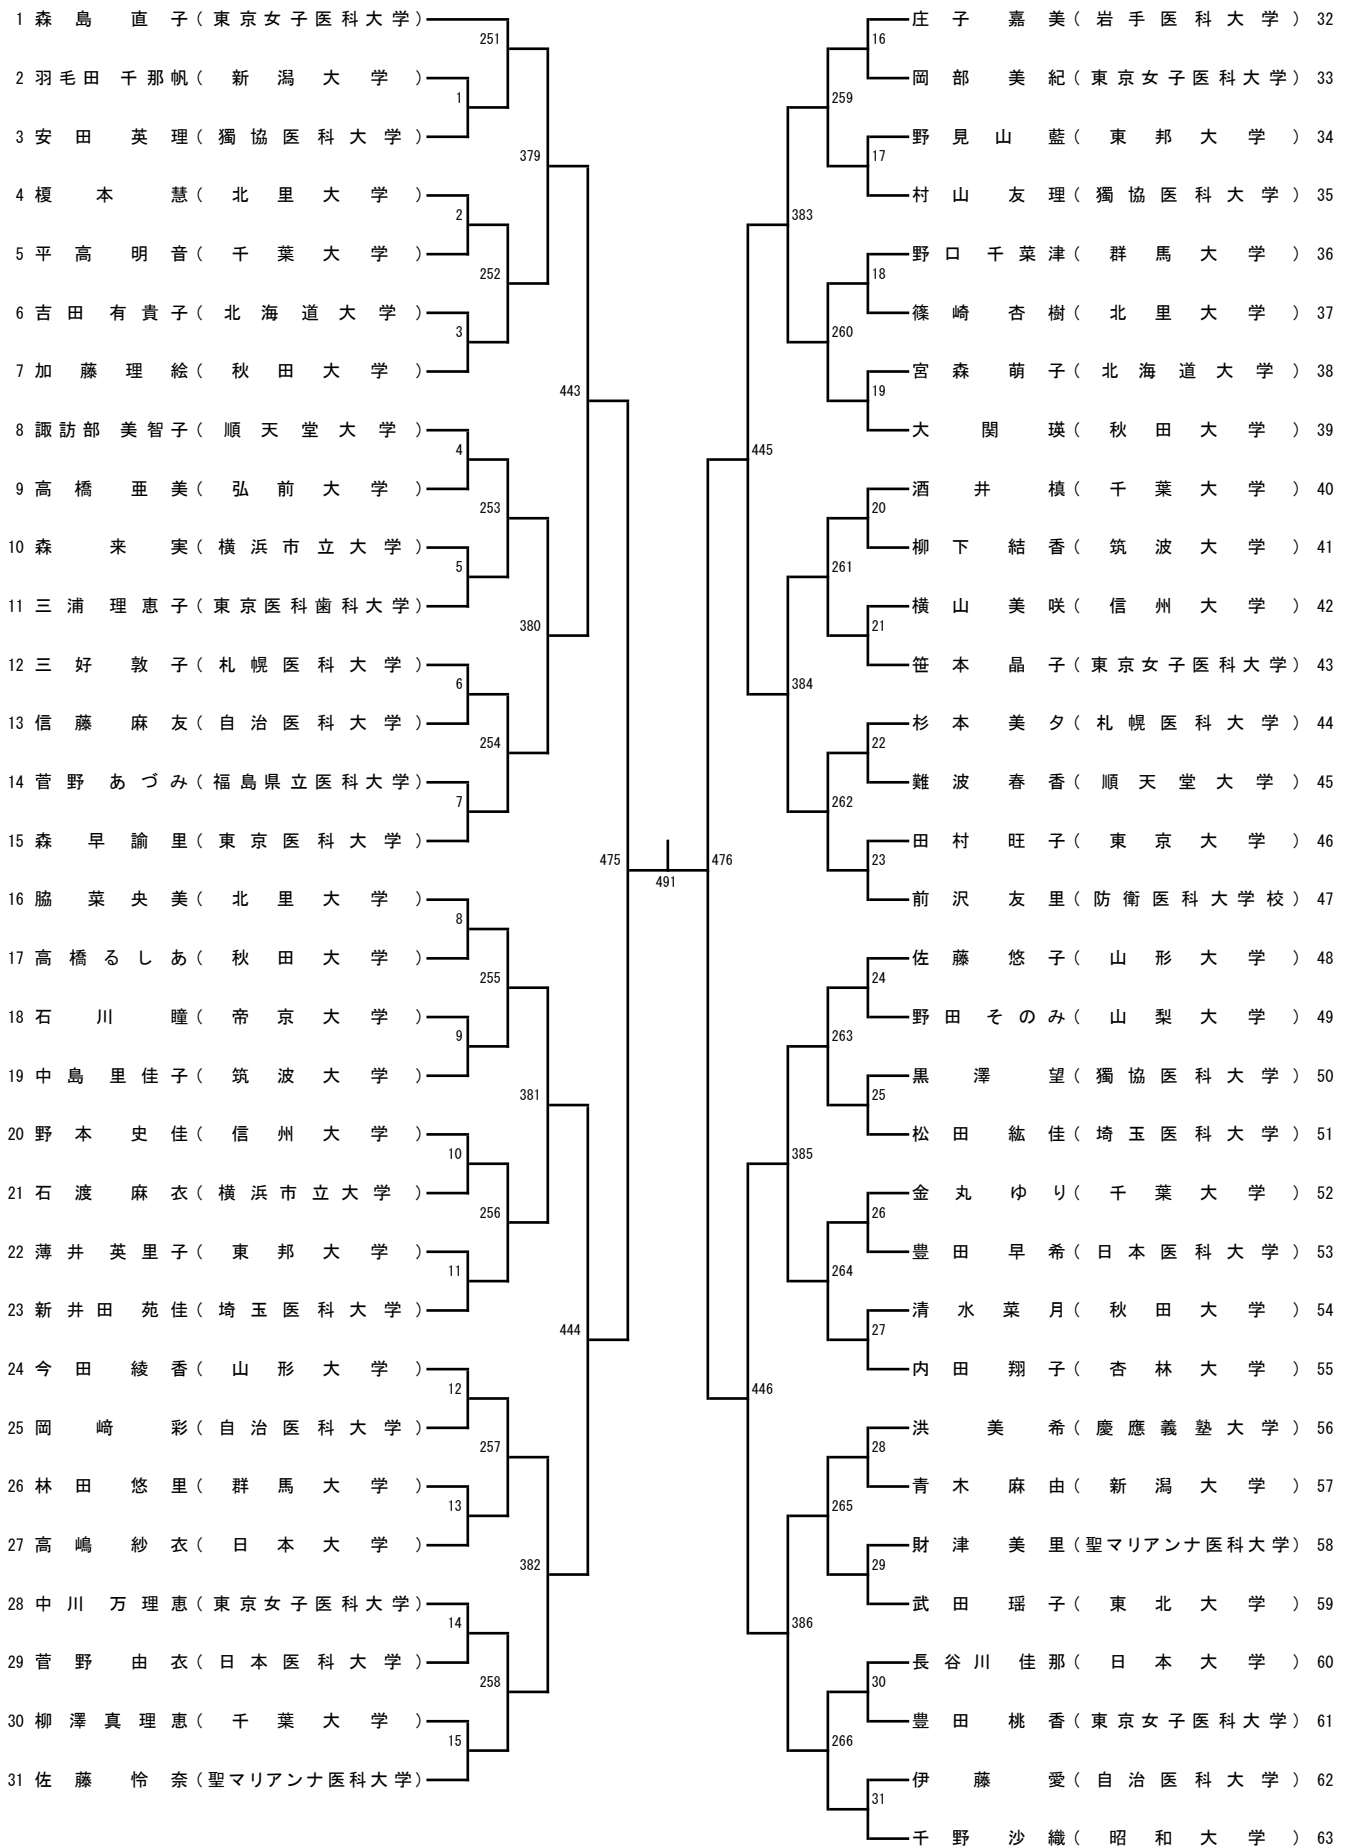 1 森島 直子(東京女子医科大学)
251
2 羽毛田 千那帆(新潟大学)
1
3 安田 英理(獨協医科大学)
379
4 榎本 慧(北里大学)
2
5 平高 明音(千葉大学)
252
6 吉田 有貴子(北海道大学)
3
7 加藤 理絵(秋田大学)
443
8 諏訪部 美智子(順天堂大学)
4
9 高橋 亜美(弘前大学)
253
10 森 来実(横浜市立大学)
5
11 三浦 理恵子(東京医科歯科大学)
380
12 三好 敦子(札幌医科大学)
6
13 信藤 麻友(自治医科大学)
254
14 菅野 あづみ(福島県立医科大学)
7
15 森 早諭里(東京医科大学)
475
16 脇 菜央美(北里大学)
8
17 高橋 るしあ(秋田大学)
255
18 石川 瞳(帝京大学)
9
19 中島 里佳子(筑波大学)
381
20 野本 史佳(信州大学)
10
21 石渡 麻衣(横浜市立大学)
256
22 薄井 英里子(東邦大学)
11
23 新井田 苑佳(埼玉医科大学)
444
24 今田 綾香(山形大学)
12
25 岡﨑 彩(自治医科大学)
257
26 林田 悠里(群馬大学)
13
27 高嶋 紗衣(日本大学)
382
28 中川 万理恵(東京女子医科大学)
14
29 菅野 由衣(日本医科大学)
258
30 柳澤 真理恵(千葉大学)
15
31 佐藤 怜奈(聖マリアンナ医科大学)
491
庄子 嘉美(岩手医科大学) 32
16
岡部 美紀(東京女子医科大学) 33
259
野見山 藍(東邦大学) 34
17
村山 友理(獨協医科大学) 35
383
野口 千菜津(群馬大学) 36
18
篠崎 杏樹(北里大学) 37
260
宮森 萌子(北海道大学) 38
19
大関 瑛(秋田大学) 39
445
酒井 槙(千葉大学) 40
20
柳下 結香(筑波大学) 41
261
横山 美咲(信州大学) 42
21
笹本 晶子(東京女子医科大学) 43
384
杉本 美夕(札幌医科大学) 44
22
難波 春香(順天堂大学) 45
262
田村 旺子(東京大学) 46
23
476
前沢 友里(防衛医科大学校) 47
佐藤 悠子(山形大学) 48
24
野田 そのみ(山梨大学) 49
263
黒澤 望(獨協医科大学) 50
25
松田 紘佳(埼玉医科大学) 51
385
金丸 ゆり(千葉大学) 52
26
豊田 早希(日本医科大学) 53
264
清水 菜月(秋田大学) 54
27
内田 翔子(杏林大学) 55
446
洪 美希(慶應義塾大学) 56
28
青木 麻由(新潟大学) 57
265
財津 美里(聖マリアンナ医科大学) 58
29
武田 瑶子(東北大学) 59
386
長谷川 佳那(日本大学) 60
30
豊田 桃香(東京女子医科大学) 61
266
伊藤 愛(自治医科大学) 62
31
千野 沙織(昭和大学) 63